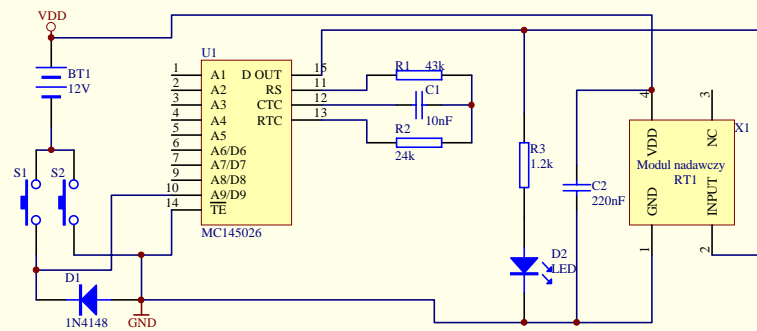 VDD
BT1
12V
S1
S2
D1
1N4148
GND
U1
1 A1
2 A2
3 A3
4 A4
5 A5
6 A6/D6
7 A7/D7
9 A8/D8
10 A9/D9
14 TE
D OUT 15
RS 11
CTC 12
RTC 13
MC145026
R1 43k
C1
10nF
R2
24k
R3
1.2k
D2
LED
C2
220nF
4
3
X1
VDD
NC
Modul nadawczy
RT1
GND
INPUT
1
2